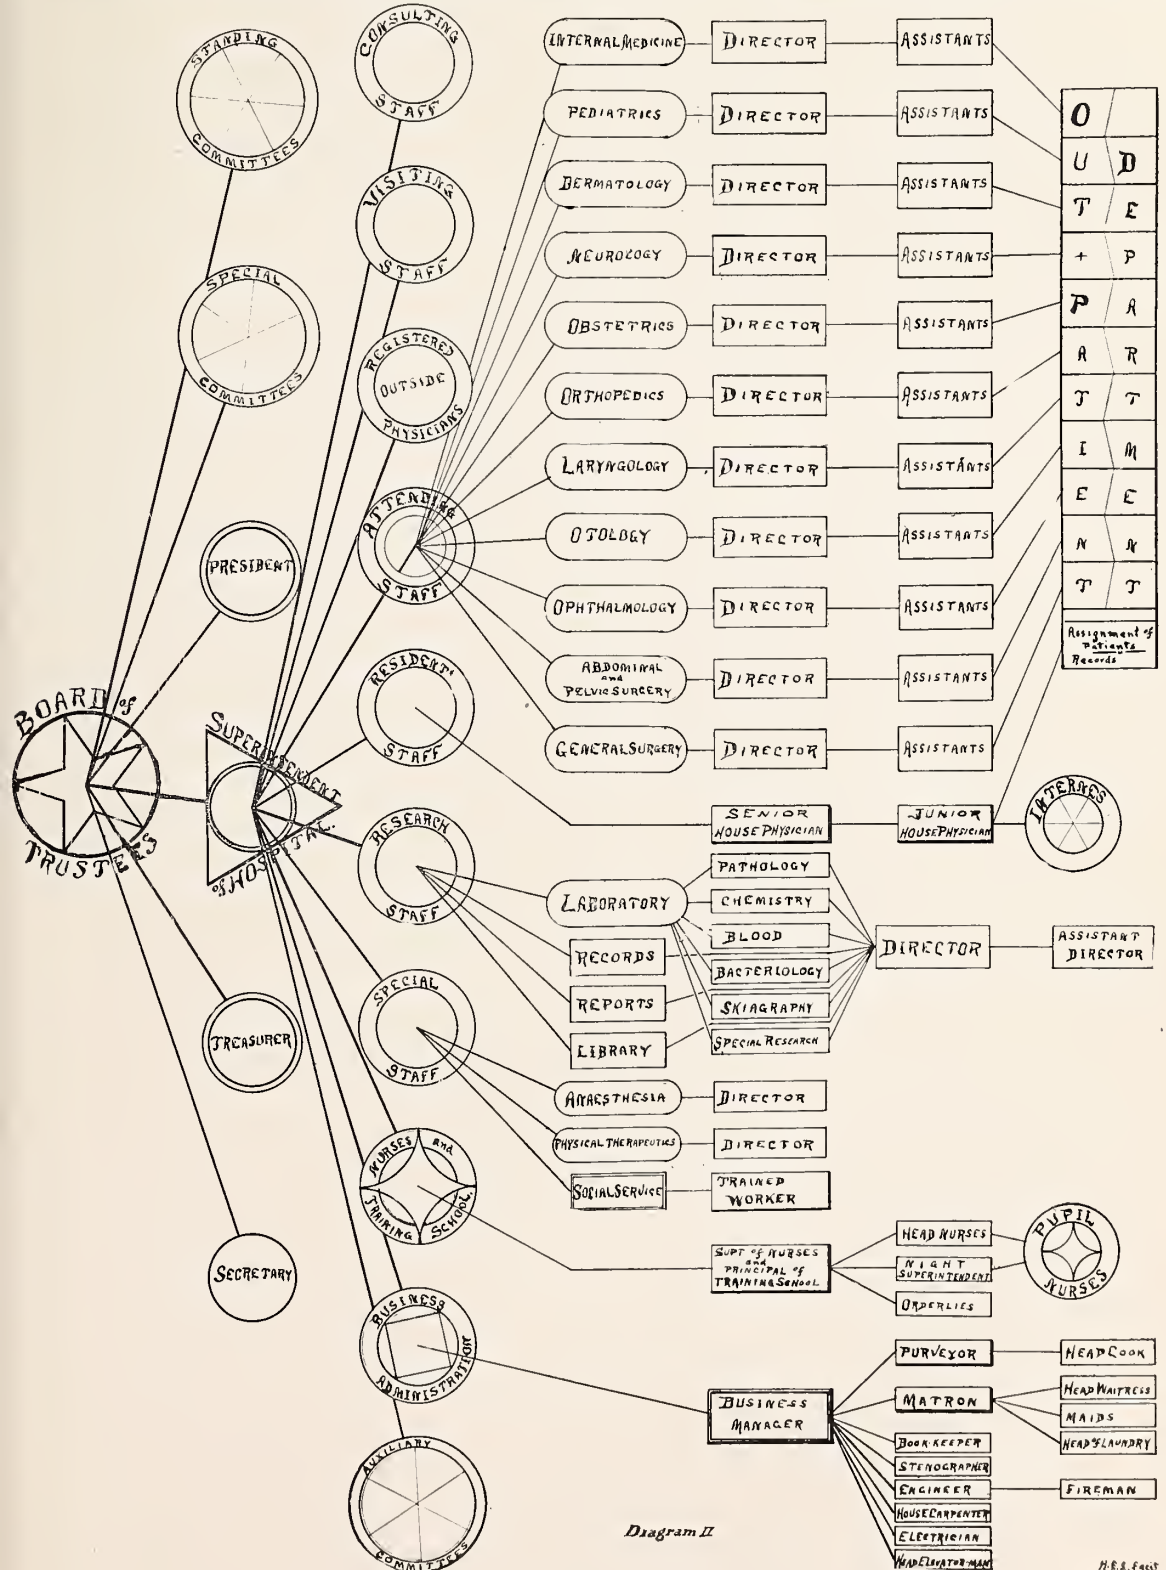 STANDING
COMMITTEES
SPECIAL
COMMITTEES
PRESIDENT
BOARD of
TRUSTEES
SUPERINTENDENT
of HOSPITAL.
TREASURER
SECRETARY
CONSULTING
STAFF
VISITING
STAFF
REGISTERED
OUTSIDE
PHYSICIANS
ATTENDING
STAFF
RESIDENT
STAFF
RESEARCH
STAFF
SPECIAL
STAFF
NURSES and
TRAINING SCHOOL.
BUSINESS
ADMINISTRATION
AUXILIARY
COMMITTEES
INTERNAL MEDICINE DIRECTOR ASSISTANTS
PEDIATRICS DIRECTOR ASSISTANTS
DERMATOLOGY DIRECTOR ASSISTANTS
NEUROLOGY DIRECTOR ASSISTANTS
OBSTETRICS DIRECTOR ASSISTANTS
ORTHOPEDICS DIRECTOR ASSISTANTS
LARYNGOLOGY DIRECTOR ASSISTANTS
OTOLOGY DIRECTOR ASSISTANTS
OPHTHALMOLOGY DIRECTOR ASSISTANTS
ABDOMINAL
and
PELVIC SURGERY DIRECTOR ASSISTANTS
GENERAL SURGERY DIRECTOR ASSISTANTS
O
U D
T E
+ P
P A
A R
T T
I M
E E
N N
T T
Assignment of
Patients
Records
SENIOR
HOUSE PHYSICIAN
JUNIOR
HOUSE PHYSICIAN
INTERNES
LABORATORY
RECORDS
REPORTS
LIBRARY
PATHOLOGY
CHEMISTRY
BLOOD
BACTERIOLOGY
SKIAGRAPHY
SPECIAL RESEARCH
DIRECTOR
ASSISTANT
DIRECTOR
ANAESTHESIA DIRECTOR
PHYSICAL THERAPEUTICS DIRECTOR
SOCIAL SERVICE
TRAINED
WORKER
SUPT of NURSES
and
PRINCIPAL of
TRAINING SCHOOL
HEAD NURSES
NIGHT
SUPERINTENDENT
ORDERLIES
PUPIL
NURSES
BUSINESS
MANAGER
PURVEYOR HEAD COOK
MATRON
HEAD WAITRESS
MAIDS
HEAD of LAUNDRY
BOOK-KEEPER
STENOGRAPHER
ENGINEER FIREMAN
HOUSE CARPENTER
ELECTRICIAN
HEAD ELEVATOR-MAN
Diagram II
H.E.S. Fecit